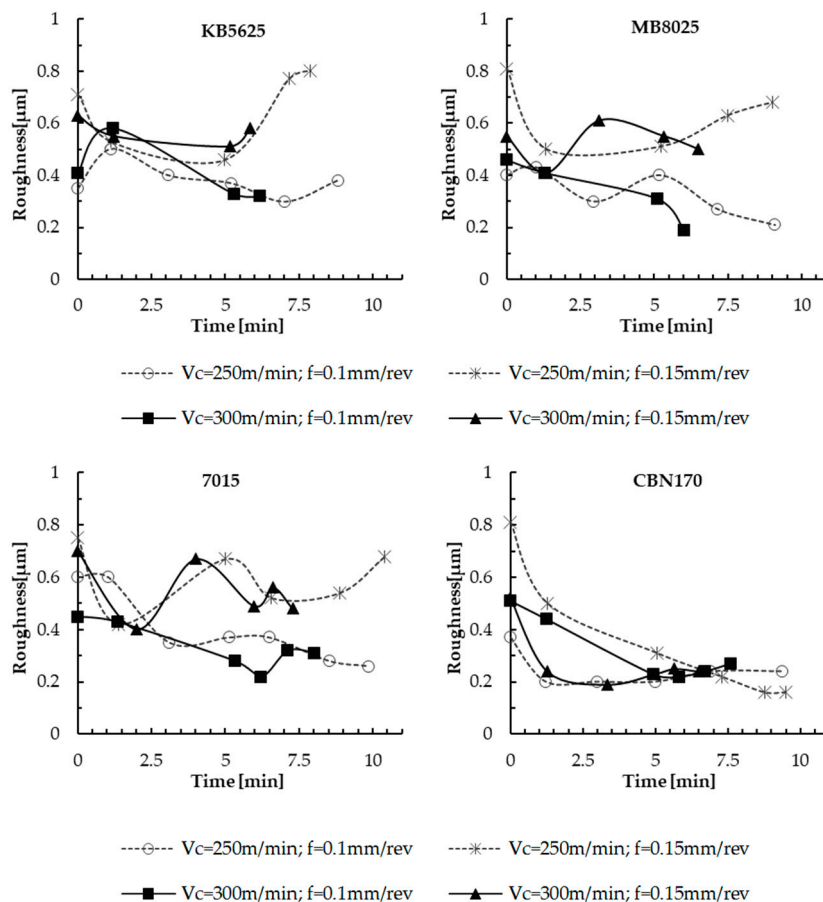 KB5625
MB8025
1
0.8
0.6
0.4
0.2
0
Roughness[µm]
0 2.5 5 7.5 10
Time [min]
1
0.8
0.6
0.4
0.2
0
Roughness[µm]
0 2.5 5 7.5 10
Time [min]
Vc=250m/min; f=0.1mm/rev
Vc=250m/min; f=0.15mm/rev
Vc=300m/min; f=0.1mm/rev
Vc=300m/min; f=0.15mm/rev
7015
CBN170
1
0.8
0.6
0.4
0.2
0
Roughness[µm]
0 2.5 5 7.5 10
Time [min]
1
0.8
0.6
0.4
0.2
0
Roughness[µm]
0 2.5 5 7.5 10
Time [min]
Vc=250m/min; f=0.1mm/rev
Vc=250m/min; f=0.15mm/rev
Vc=300m/min; f=0.1mm/rev
Vc=300m/min; f=0.15mm/rev